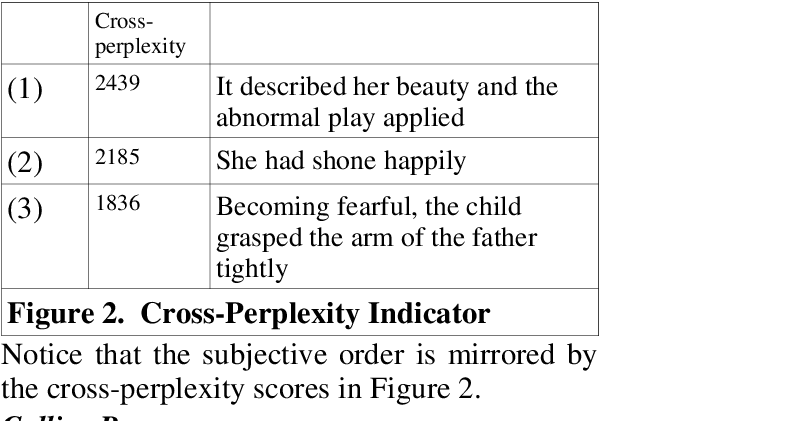 Cross-
perplexity
(1) 2439 It described her beauty and the
abnormal play applied
(2) 2185 She had shone happily
(3) 1836 Becoming fearful, the child
grasped the arm of the father
tightly
Figure 2. Cross-Perplexity Indicator
Notice that the subjective order is mirrored by
the cross-perplexity scores in Figure 2.